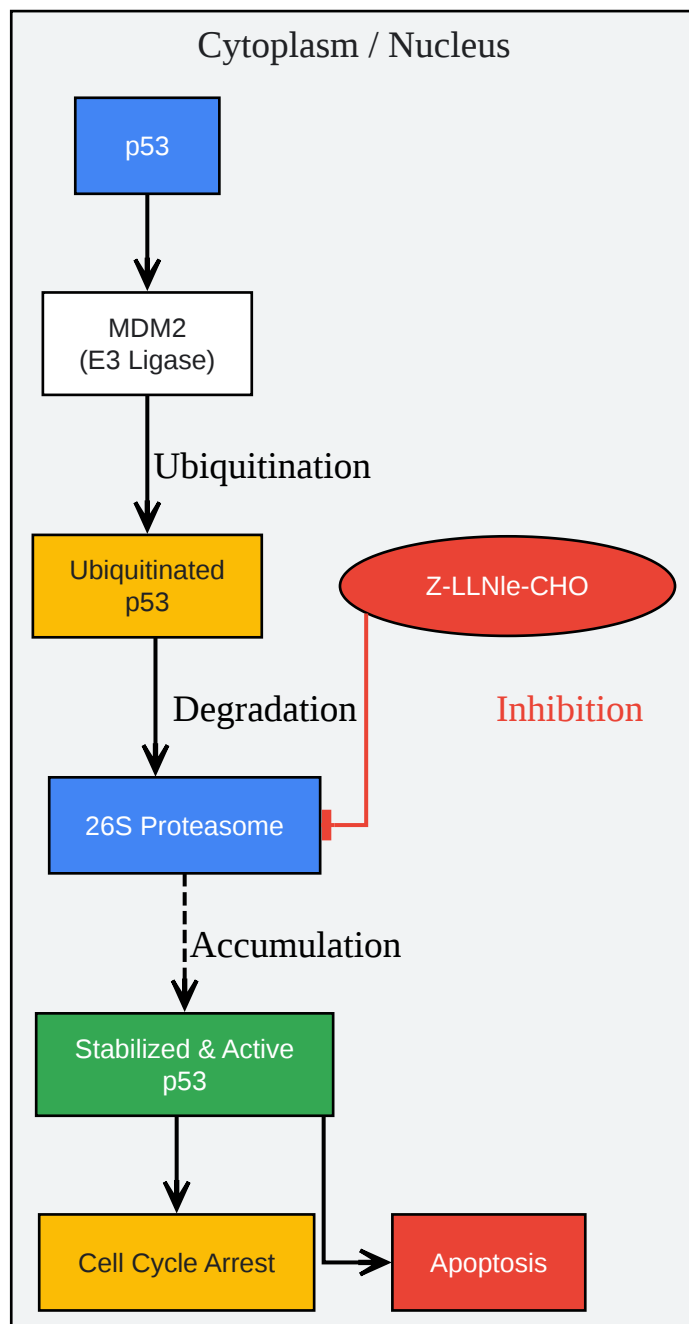 Cytoplasm / Nucleus
p53
MDM2
(E3 Ligase)
Ubiquitination
Ubiquitinated
p53
Z-LLNle-CHO
Degradation
Inhibition
26S Proteasome
Accumulation
Stabilized & Active
p53
Cell Cycle Arrest
Apoptosis